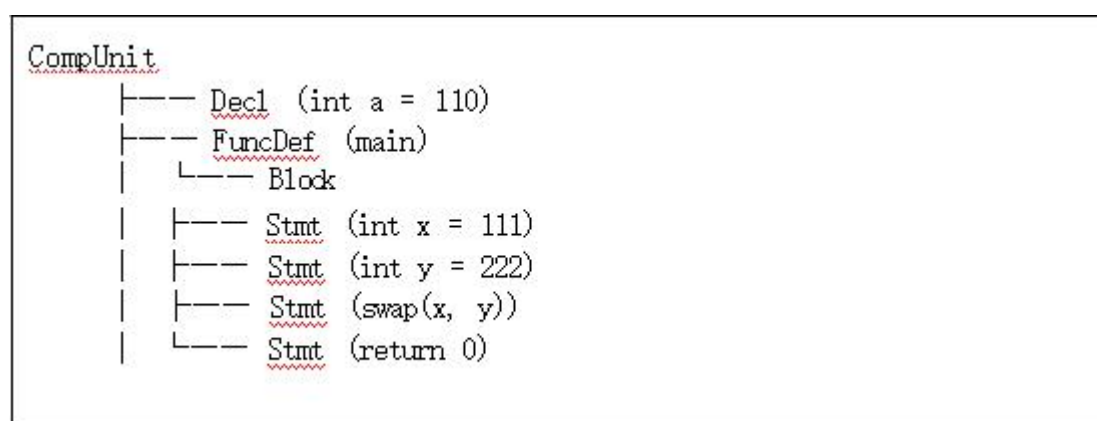 CompUnit
├── Decl (int a = 110)
├── FuncDef (main)
│ └── Block
│ ├── Stmt (int x = 111)
│ ├── Stmt (int y = 222)
│ ├── Stmt (swap(x, y))
│ └── Stmt (return 0)